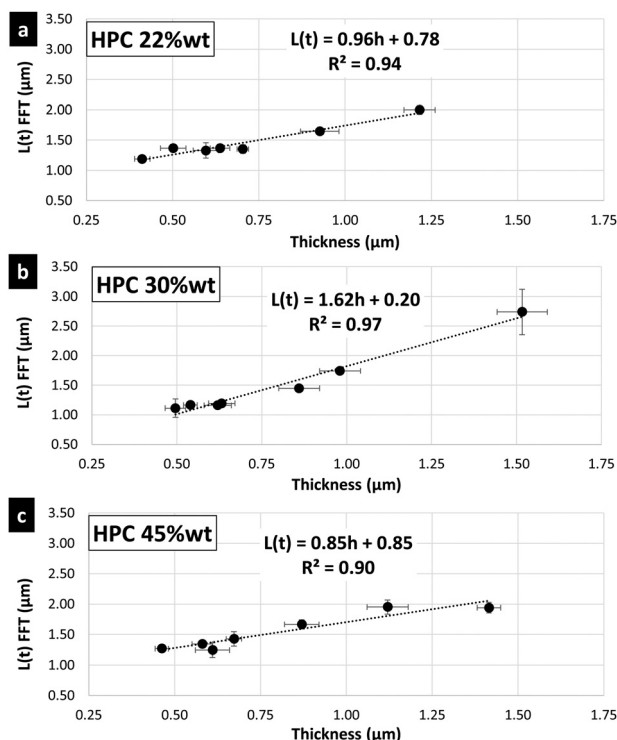 a
HPC 22%wt
L(t) = 0.96h + 0.78
R² = 0.94
L(t) FFT (μm)
3.50
3.00
2.50
2.00
1.50
1.00
0.50
0.25 0.50 0.75 1.00 1.25 1.50 1.75
Thickness (μm)
b
HPC 30%wt
L(t) = 1.62h + 0.20
R² = 0.97
L(t) FFT (μm)
3.50
3.00
2.50
2.00
1.50
1.00
0.50
0.25 0.50 0.75 1.00 1.25 1.50 1.75
Thickness (μm)
c
HPC 45%wt
L(t) = 0.85h + 0.85
R² = 0.90
L(t) FFT (μm)
3.50
3.00
2.50
2.00
1.50
1.00
0.50
0.25 0.50 0.75 1.00 1.25 1.50 1.75
Thickness (μm)